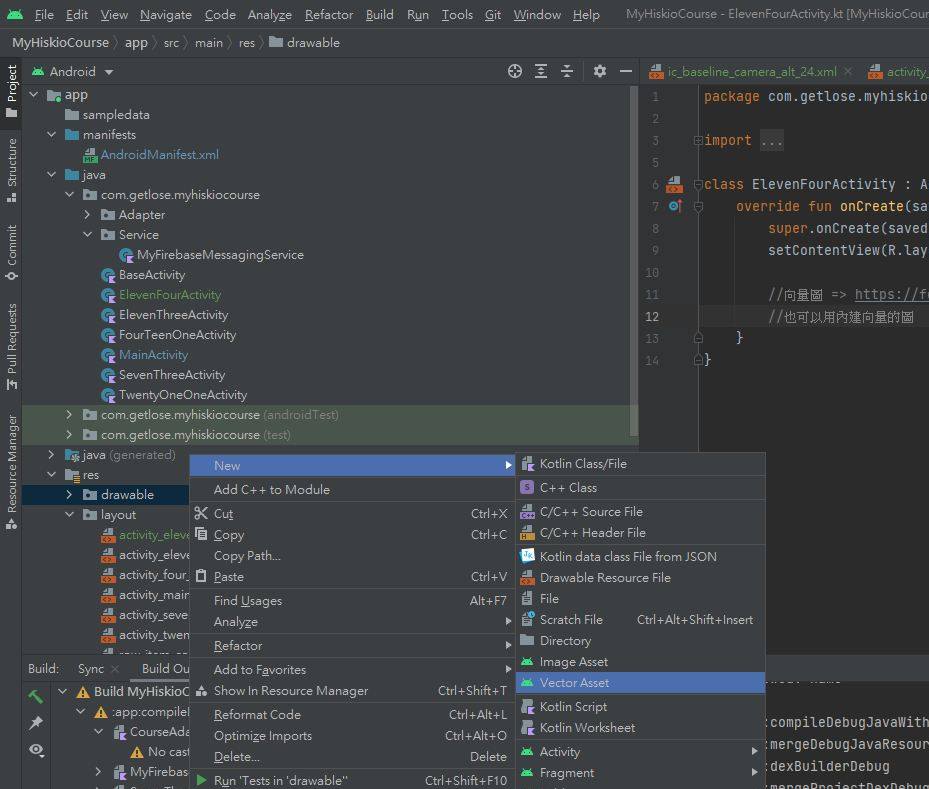 File Edit View Navigate Code Analyze Refactor Build Run Tools Git Window Help MyHiskioCourse - ElevenFourActivity.kt [MyHiskioCour
MyHiskioCourse app src main res drawable
Android
ic_baseline_camera_alt_24.xml
activity_
Project
Structure
Commit
Pull Requests
Resource Manager
app
sampledata
manifests
AndroidManifest.xml
java
com.getlose.myhiskiocourse
Adapter
Service
MyFirebaseMessagingService
BaseActivity
ElevenFourActivity
ElevenThreeActivity
FourTeenOneActivity
MainActivity
SevenThreeActivity
TwentyOneOneActivity
com.getlose.myhiskiocourse (androidTest)
com.getlose.myhiskiocourse (test)
java (generated)
res
drawable
layout
activity_eleve
activity_eleve
activity_four_
activity_main
activity_seve
activity_twen
1 package com.getlose.myhiskio
2
3 import ...
5
6 class ElevenFourActivity : A
7 override fun onCreate(sa
8 super.onCreate(saved
9 setContentView(R.lay
10
11 //向量圖 => https://f
12 //也可以用內建向量的圖
13 }
14 }
New
Add C++ to Module
Cut Ctrl+X
Copy Ctrl+C
Copy Path...
Paste Ctrl+V
Find Usages Alt+F7
Analyze
Refactor
Add to Favorites
Show In Resource Manager Ctrl+Shift+T
Reformat Code Ctrl+Alt+L
Optimize Imports Ctrl+Alt+O
Delete... Delete
Run 'Tests in 'drawable'' Ctrl+Shift+F10
Kotlin Class/File
C++ Class
C/C++ Source File
C/C++ Header File
Kotlin data class File from JSON
Drawable Resource File
File
Scratch File Ctrl+Alt+Shift+Insert
Directory
Image Asset
Vector Asset
Kotlin Script
Kotlin Worksheet
Activity
Fragment
Build: Sync Build Ou
Build MyHiskioC
:app:compileD
CourseAda
No cast
MyFirebas
:compileDebugJavaWith
:mergeDebugJavaResour
:dexBuilderDebug
:mergeProjectDexDebug